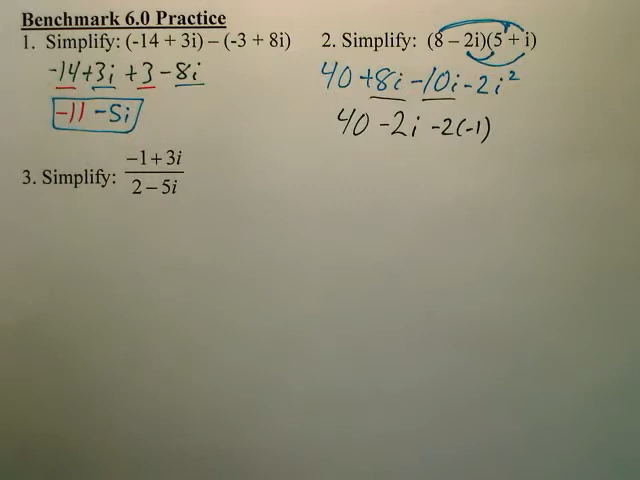 Benchmark 6.0 Practice
1. Simplify: (-14 + 3i) – (-3 + 8i)
-14+3i +3 -8i
-11 -5i
2. Simplify: (8 – 2i)(5 + i)
40 +8i -10i -2i²
40 -2i -2(-1)
3. Simplify: \frac{-1+3i}{2-5i}